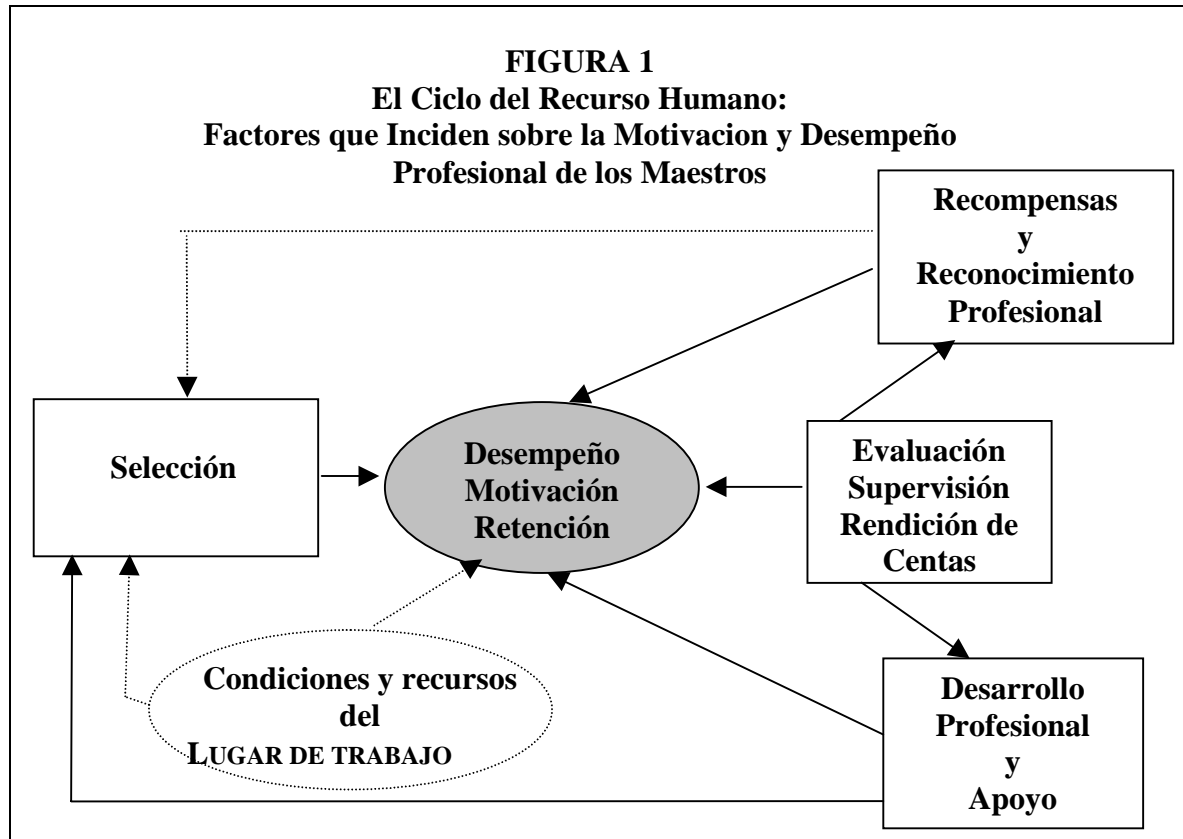 FIGURA 1
El Ciclo del Recurso Humano:
Factores que Inciden sobre la Motivacion y Desempeño
Profesional de los Maestros
Recompensas
y
Reconocimiento
Profesional
Selección
Desempeño
Motivación
Retención
Evaluación
Supervisión
Rendición de
Centas
Condiciones y recursos
del
LUGAR DE TRABAJO
Desarrollo
Profesional
y
Apoyo